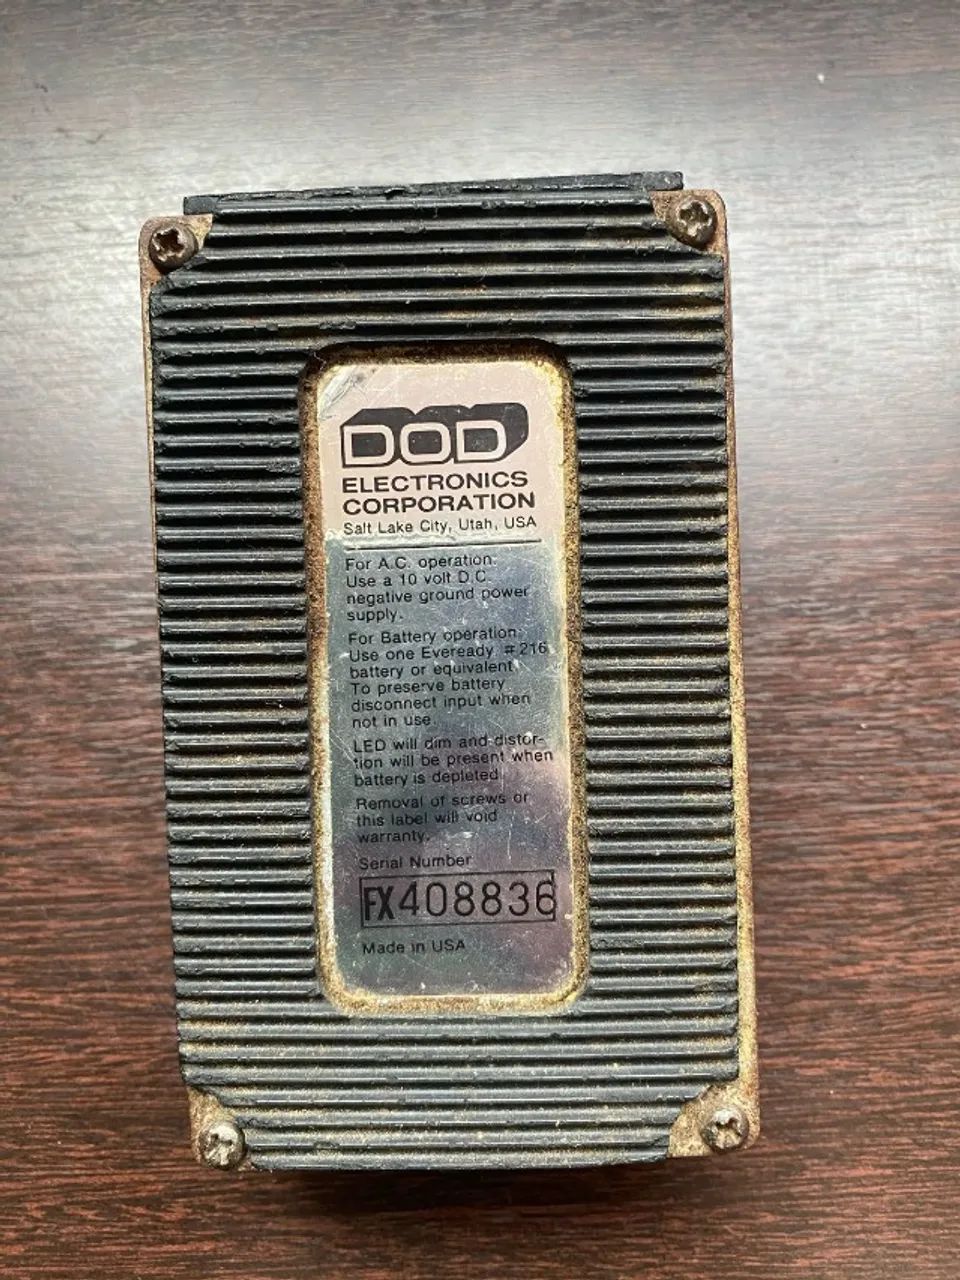 DOD
ELECTRONICS
CORPORATION
Salt Lake City, Utah, USA
For A.C. operation:
Use a 10 volt D.C.
negative ground power
supply.
For Battery operation:
Use one Eveready #216
battery or equivalent.
To preserve battery
disconnect input when
not in use.
LED will dim and distor-
tion will be present when
battery is depleted.
Removal of screws or
this label will void
warranty.
Serial Number
FX408836
Made in USA